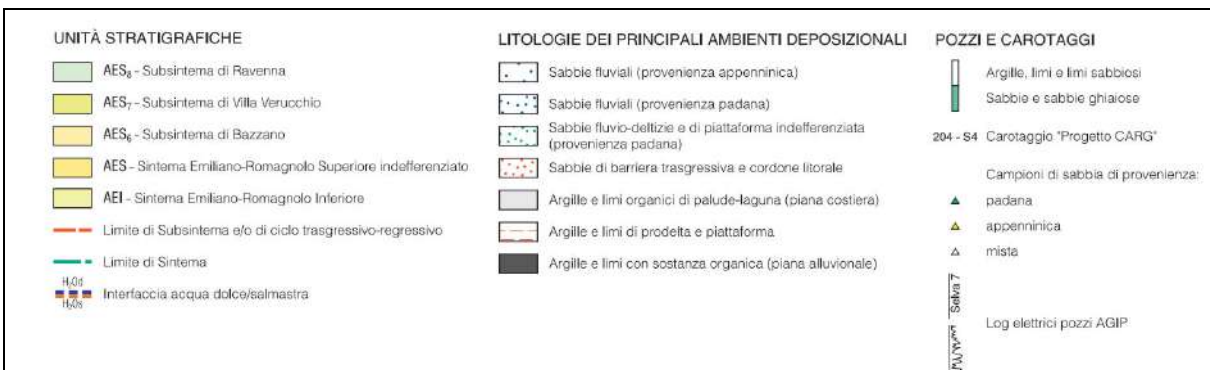 UNITÀ STRATIGRAFICHE
AES8 - Subsintema di Ravenna
AES7 - Subsintema di Villa Verucchio
AES6 - Subsintema di Bazzano
AES - Sintema Emiliano-Romagnolo Superiore indefferenziato
AEI - Sintema Emiliano-Romagnolo Inferiore
Limite di Subsintema e/o di ciclo trasgressivo-regressivo
Limite di Sintema
H2Od
Interfaccia acqua dolce/salmastra
H2Os
LITOLOGIE DEI PRINCIPALI AMBIENTI DEPOSIZIONALI
Sabbie fluviali (provenienza appenninica)
Sabbie fluviali (provenienza padana)
Sabbie fluvio-deltizie e di piattaforma indefferenziata
(provenienza padana)
Sabbie di barriera trasgressiva e cordone litorale
Argille e limi organici di palude-laguna (piana costiera)
Argille e limi di prodelta e piattaforma
Argille e limi con sostanza organica (piana alluvionale)
POZZI E CAROTAGGI
Argille, limi e limi sabbiosi
Sabbie e sabbie ghiaiose
204 - S4 Carotaggio "Progetto CARG"
Campioni di sabbia di provenienza:
padana
appenninica
mista
Selva 7
Log elettrici pozzi AGIP